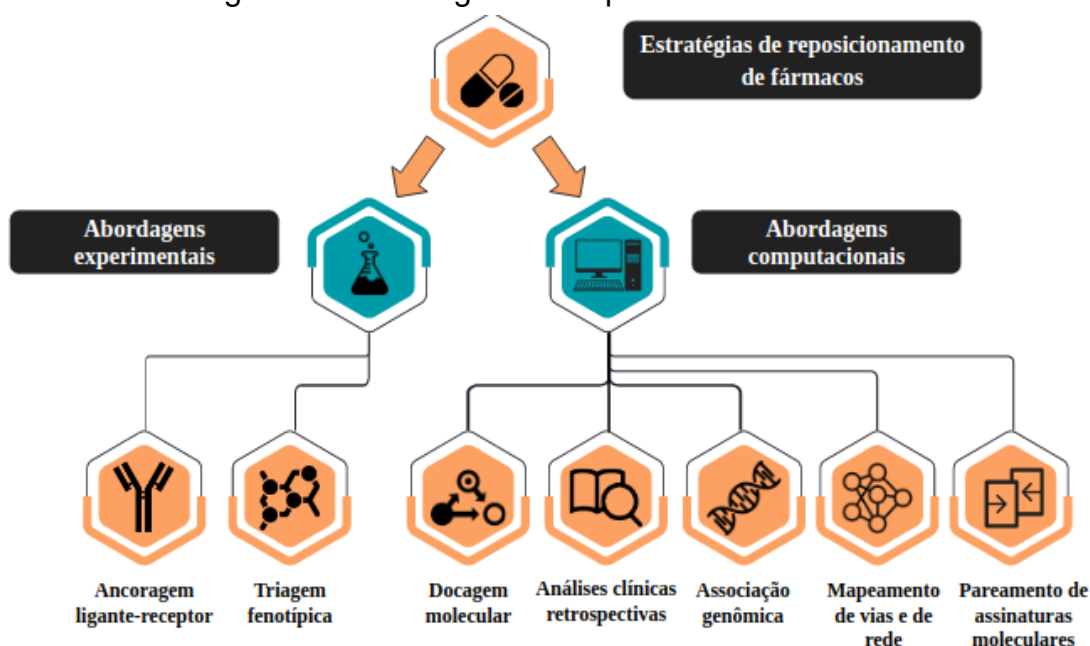 Estratégias de reposicionamento
de fármacos
Abordagens
experimentais
Abordagens
computacionais
Ancoragem
ligante-receptor
Triagem
fenotípica
Docagem
molecular
Análises clínicas
retrospectivas
Associação
genômica
Mapeamento
de vias e de
rede
Pareamento de
assinaturas
moleculares